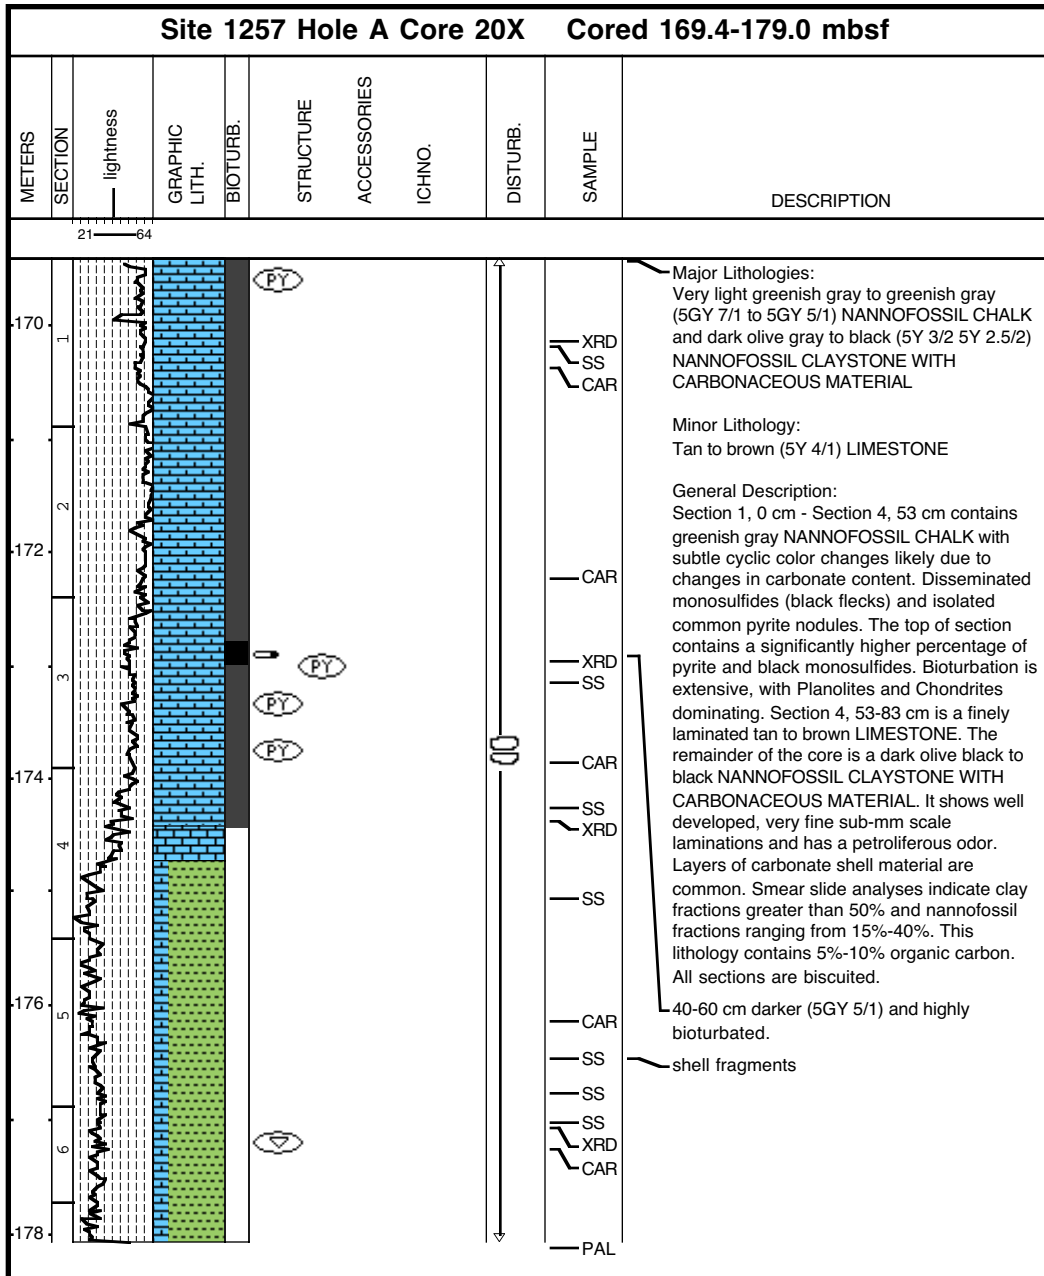 Site 1257 Hole A Core 20X Cored 169.4-179.0 mbsf
METERS
SECTION
lightness
GRAPHIC
LITH.
BIOTURB.
STRUCTURE
ACCESSORIES
ICHNO.
DISTURB.
SAMPLE
DESCRIPTION
21 64
170
172
174
176
178
1
2
3
4
5
6
PY
PY
PY
PY
XRD
SS
CAR
CAR
XRD
SS
CAR
SS
XRD
SS
CAR
SS
SS
SS
XRD
CAR
PAL
Major Lithologies:
Very light greenish gray to greenish gray
(5GY 7/1 to 5GY 5/1) NANNOFOSSIL CHALK
and dark olive gray to black (5Y 3/2 5Y 2.5/2)
NANNOFOSSIL CLAYSTONE WITH
CARBONACEOUS MATERIAL
Minor Lithology:
Tan to brown (5Y 4/1) LIMESTONE
General Description:
Section 1, 0 cm - Section 4, 53 cm contains
greenish gray NANNOFOSSIL CHALK with
subtle cyclic color changes likely due to
changes in carbonate content. Disseminated
monosulfides (black flecks) and isolated
common pyrite nodules. The top of section
contains a significantly higher percentage of
pyrite and black monosulfides. Bioturbation is
extensive, with Planolites and Chondrites
dominating. Section 4, 53-83 cm is a finely
laminated tan to brown LIMESTONE. The
remainder of the core is a dark olive black to
black NANNOFOSSIL CLAYSTONE WITH
CARBONACEOUS MATERIAL. It shows well
developed, very fine sub-mm scale
laminations and has a petroliferous odor.
Layers of carbonate shell material are
common. Smear slide analyses indicate clay
fractions greater than 50% and nannofossil
fractions ranging from 15%-40%. This
lithology contains 5%-10% organic carbon.
All sections are biscuited.
40-60 cm darker (5GY 5/1) and highly
bioturbated.
shell fragments